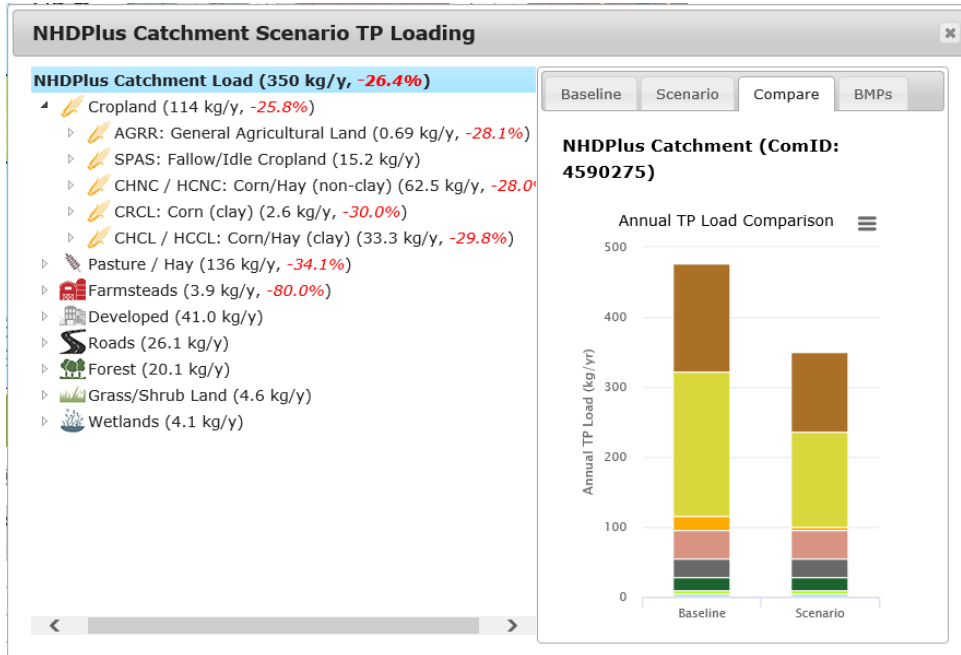 NHDPlus Catchment Scenario TP Loading
NHDPlus Catchment Load (350 kg/y, -26.4%)
Cropland (114 kg/y, -25.8%)
AGRR: General Agricultural Land (0.69 kg/y, -28.1%)
SPAS: Fallow/Idle Cropland (15.2 kg/y)
CHNC / HCNC: Corn/Hay (non-clay) (62.5 kg/y, -28.0
CRCL: Corn (clay) (2.6 kg/y, -30.0%)
CHCL / HCCL: Corn/Hay (clay) (33.3 kg/y, -29.8%)
Pasture / Hay (136 kg/y, -34.1%)
Farmsteads (3.9 kg/y, -80.0%)
Developed (41.0 kg/y)
Roads (26.1 kg/y)
Forest (20.1 kg/y)
Grass/Shrub Land (4.6 kg/y)
Wetlands (4.1 kg/y)
Baseline Scenario Compare BMPs
NHDPlus Catchment (ComID:
4590275)
Annual TP Load Comparison
Annual TP Load (kg/yr)
500
400
300
200
100
0
Baseline Scenario